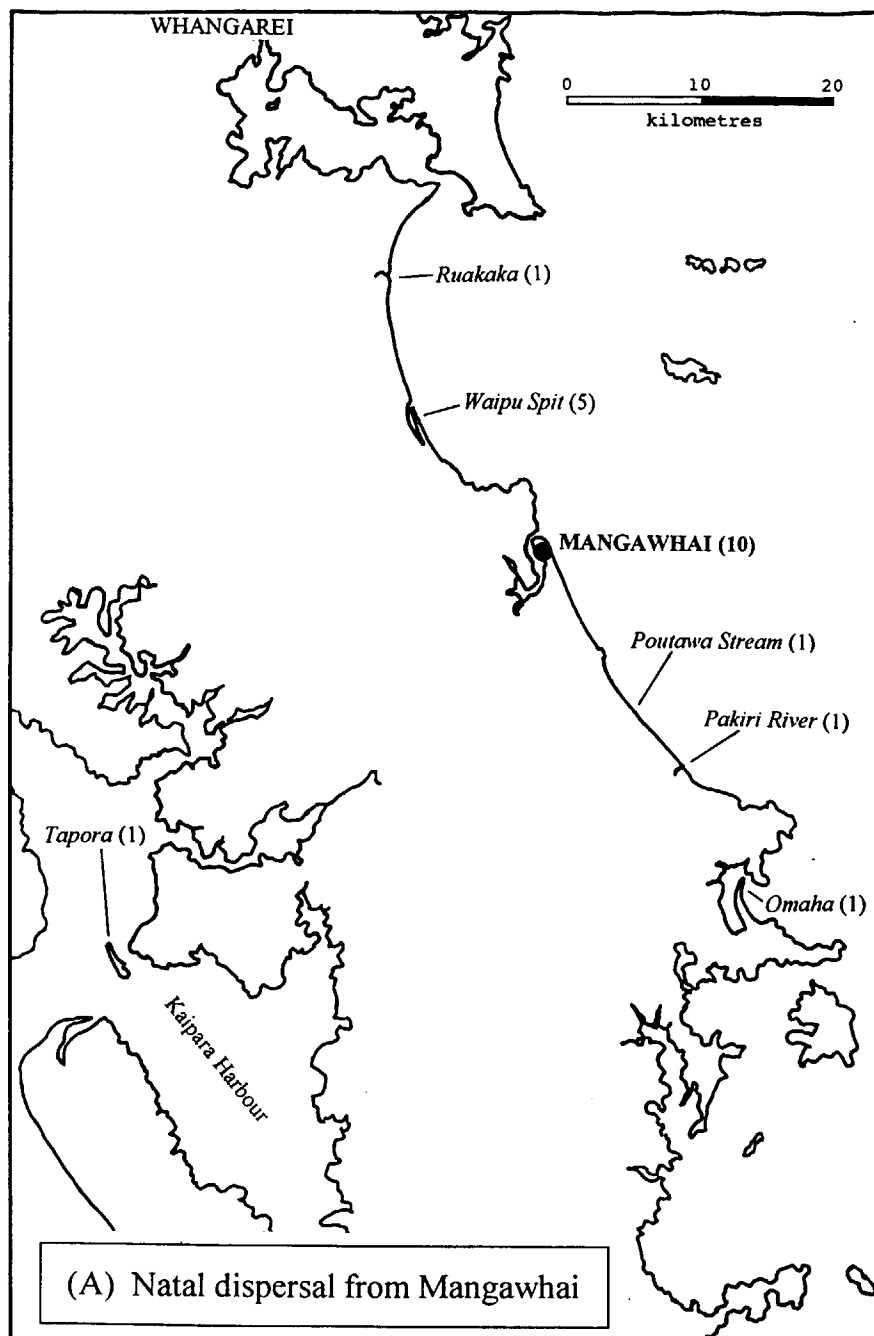 WHANGAREI
0 10 20
kilometres
Ruakaka (1)
Waipu Spit (5)
MANGAWHAI (10)
Poutawa Stream (1)
Pakiri River (1)
Tapora (1)
Omaha (1)
Kaipara Harbour
(A) Natal dispersal from Mangawhai